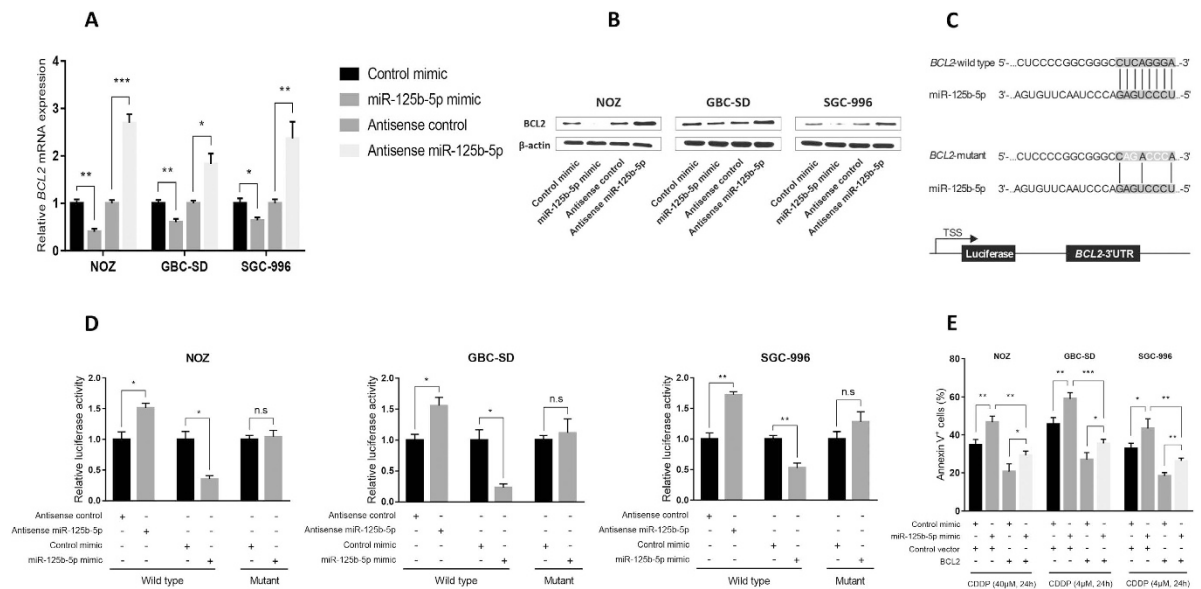 A
Relative BCL2 mRNA expression
4
3
2
1
0
** *** ** * * **
NOZ GBC-SD SGC-996
Control mimic
miR-125b-5p mimic
Antisense control
Antisense miR-125b-5p
B
NOZ GBC-SD SGC-996
BCL2
β-actin
Control mimic miR-125b-5p mimic Antisense control Antisense miR-125b-5p
Control mimic miR-125b-5p mimic Antisense control Antisense miR-125b-5p
Control mimic miR-125b-5p mimic Antisense control Antisense miR-125b-5p
C
BCL2-wild type 5'-...CUCCCCGGCGGGCCUCAGGGA...-3'
miR-125b-5p 3'-AGUGUUCAAUCCCAGAGUCCCU-5'
BCL2-mutant 5'-...CUCCCCGGCGGGCCAGACCCA...-3'
miR-125b-5p 3'-AGUGUUCAAUCCCAGAGUCCCU-5'
TSS
Luciferase BCL2-3'UTR
D
NOZ
Relative luciferase activity
2.0
1.5
1.0
0.5
0.0
* * n.s
Antisense control + - - - - -
Antisense miR-125b-5p - + - - - -
Control mimic - - + - + -
miR-125b-5p mimic - - - + - +
Wild type Mutant
GBC-SD
Relative luciferase activity
2.0
1.5
1.0
0.5
0.0
* * n.s
Antisense control + - - - - -
Antisense miR-125b-5p - + - - - -
Control mimic - - + - + -
miR-125b-5p mimic - - - + - +
Wild type Mutant
SGC-996
Relative luciferase activity
2.0
1.5
1.0
0.5
0.0
** ** n.s
Antisense control + - - - - -
Antisense miR-125b-5p - + - - - -
Control mimic - - + - + -
miR-125b-5p mimic - - - + - +
Wild type Mutant
E
NOZ GBC-SD SGC-996
Annexin V⁺ cells (%)
80
60
40
20
0
** ** * ** *** * * ** **
Control mimic + - + - + - + - + - + -
miR-125b-5p mimic - + - + - + - + - + - +
Control vector + + - - + + - - + + - -
BCL2 - - + + - - + + - - + +
CDDP (40μM, 24h) CDDP (4μM, 24h) CDDP (4μM, 24h)